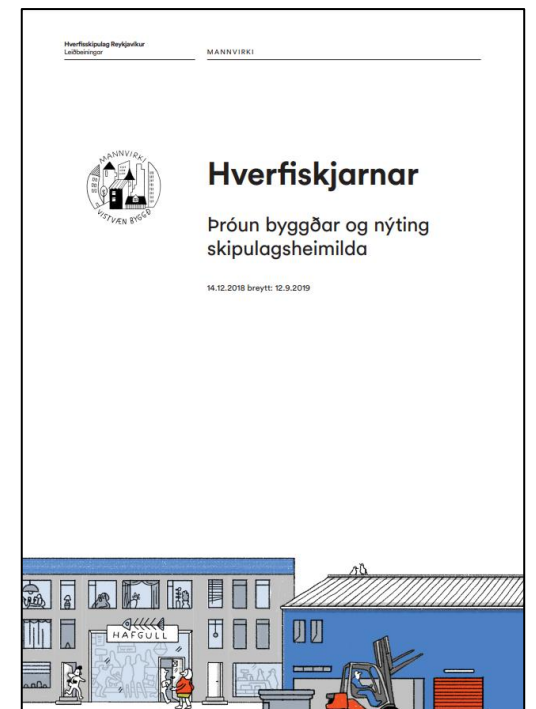 Hverfisskipulag Reykjavíkur
Leiðbeiningar
MANNVIRKI
MANNVIRKI
VISTVÆN BYGGÐ
Hverfiskjarnar
Þróun byggðar og nýting
skipulagsheimilda
14.12.2018 breytt: 12.9.2019
HAFGULL